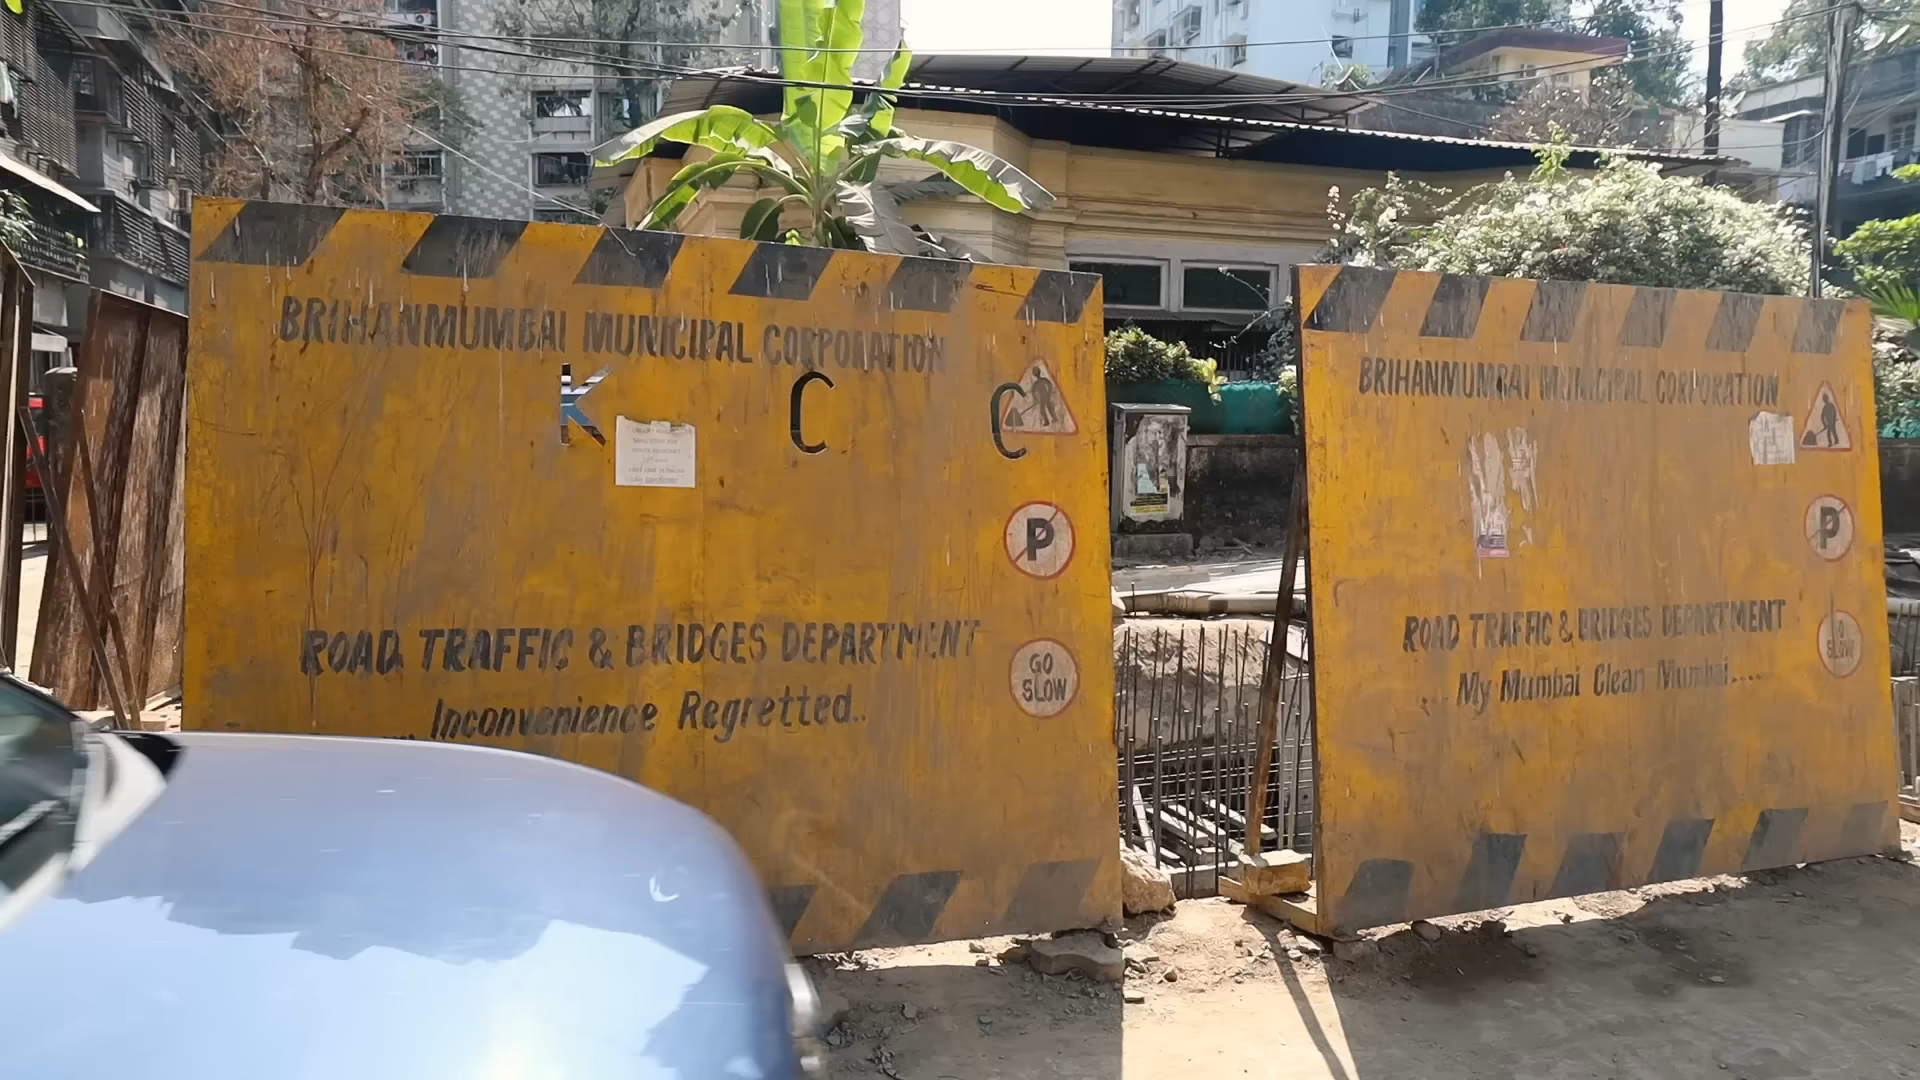 BRIHANMUMBAI MUNICIPAL CORPORATION
K C C
P
ROAD TRAFFIC & BRIDGES DEPARTMENT
GO
SLOW
... Inconvenience Regretted..
BRIHANMUMBAI MUNICIPAL CORPORATION
P
ROAD TRAFFIC & BRIDGES DEPARTMENT
GO
SLOW
... My Mumbai Clean Mumbai....